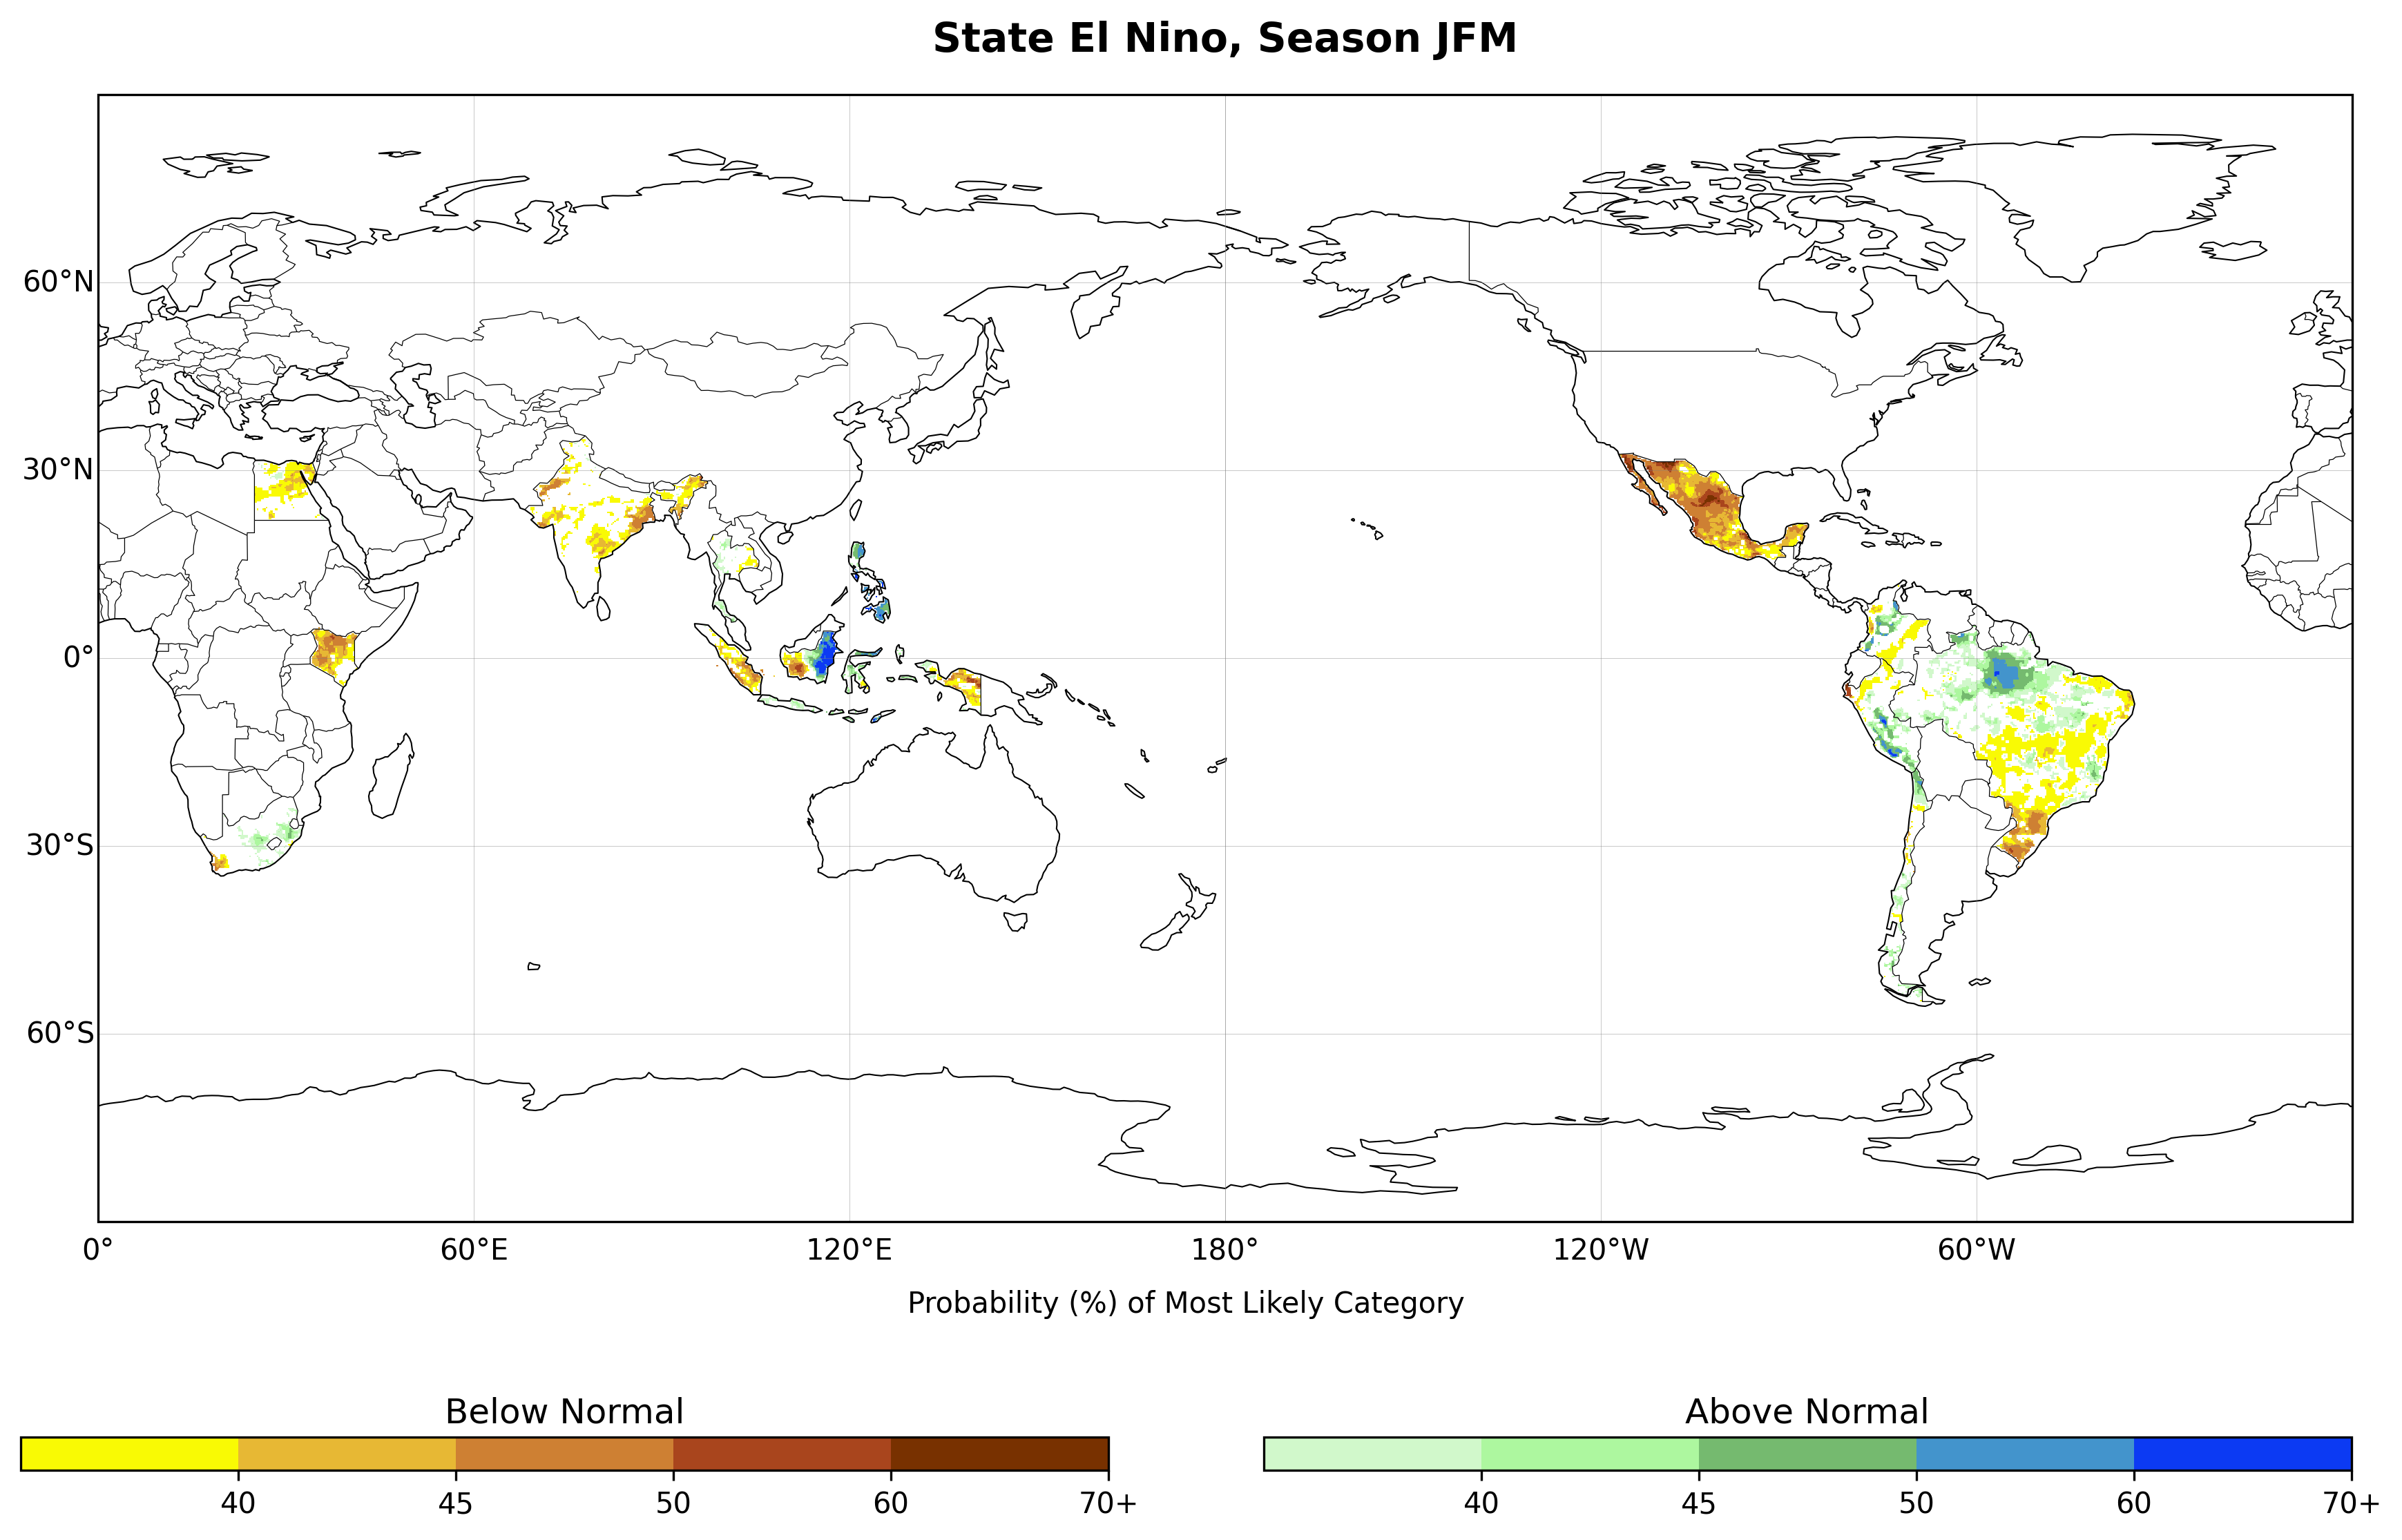 State El Nino, Season JFM
60°N
30°N
0°
30°S
60°S
0° 60°E 120°E 180° 120°W 60°W
Probability (%) of Most Likely Category
Below Normal Above Normal
40 45 50 60 70+ 40 45 50 60 70+